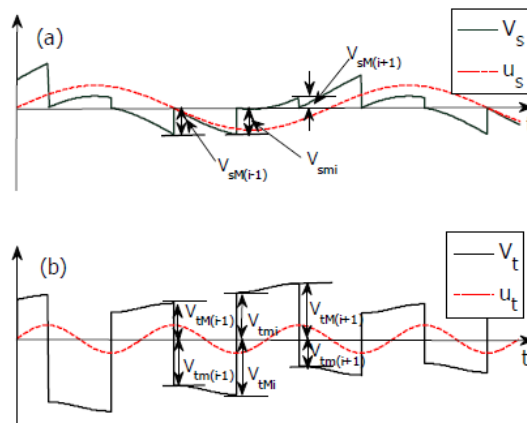 (a)
V_s
u_s
V_sM(i+1)
V_sM(i-1)
V_smi
(b)
V_t
u_t
V_tM(i-1)
V_tmi
V_tM(i+1)
V_tm(i-1)
V_tMi
V_tm(i+1)
t